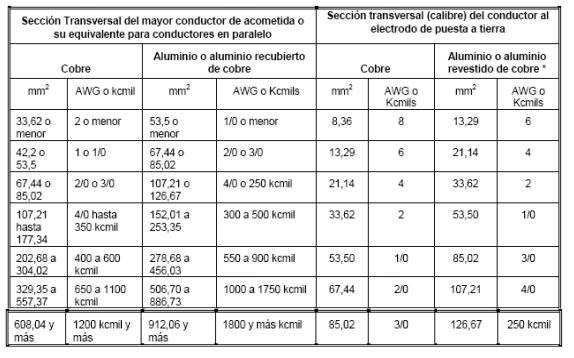 Sección Transversal del mayor conductor de acometida o su equivalente para conductores en paralelo | Sección transversal (calibre) del conductor al electrodo de puesta a tierra
Cobre | Aluminio o aluminio recubierto de cobre | Cobre | Aluminio o aluminio revestido de cobre *
mm² | AWG o kcmil | mm² | AWG o Kcmils | mm² | AWG o Kcmils | mm² | AWG o Kcmils
33,62 o menor | 2 o menor | 53,5 o menor | 1/0 o menor | 8,36 | 8 | 13,29 | 6
42,2 o 53,5 | 1 o 1/0 | 67,44 o 85,02 | 2/0 o 3/0 | 13,29 | 6 | 21,14 | 4
67,44 o 85,02 | 2/0 o 3/0 | 107,21 o 126,67 | 4/0 o 250 kcmil | 21,14 | 4 | 33,62 | 2
107,21 hasta 177,34 | 4/0 hasta 350 kcmil | 152,01 a 253,35 | 300 a 500 kcmil | 33,62 | 2 | 53,50 | 1/0
202,68 a 304,02 | 400 a 600 kcmil | 278,68 a 456,03 | 550 a 900 kcmil | 53,50 | 1/0 | 85,02 | 3/0
329,35 a 557,37 | 650 a 1100 kcmil | 506,70 a 886,73 | 1000 a 1750 kcmil | 67,44 | 2/0 | 107,21 | 4/0
608,04 y más | 1200 kcmil y más | 912,06 y más | 1800 y más kcmil | 85,02 | 3/0 | 126,67 | 250 kcmil